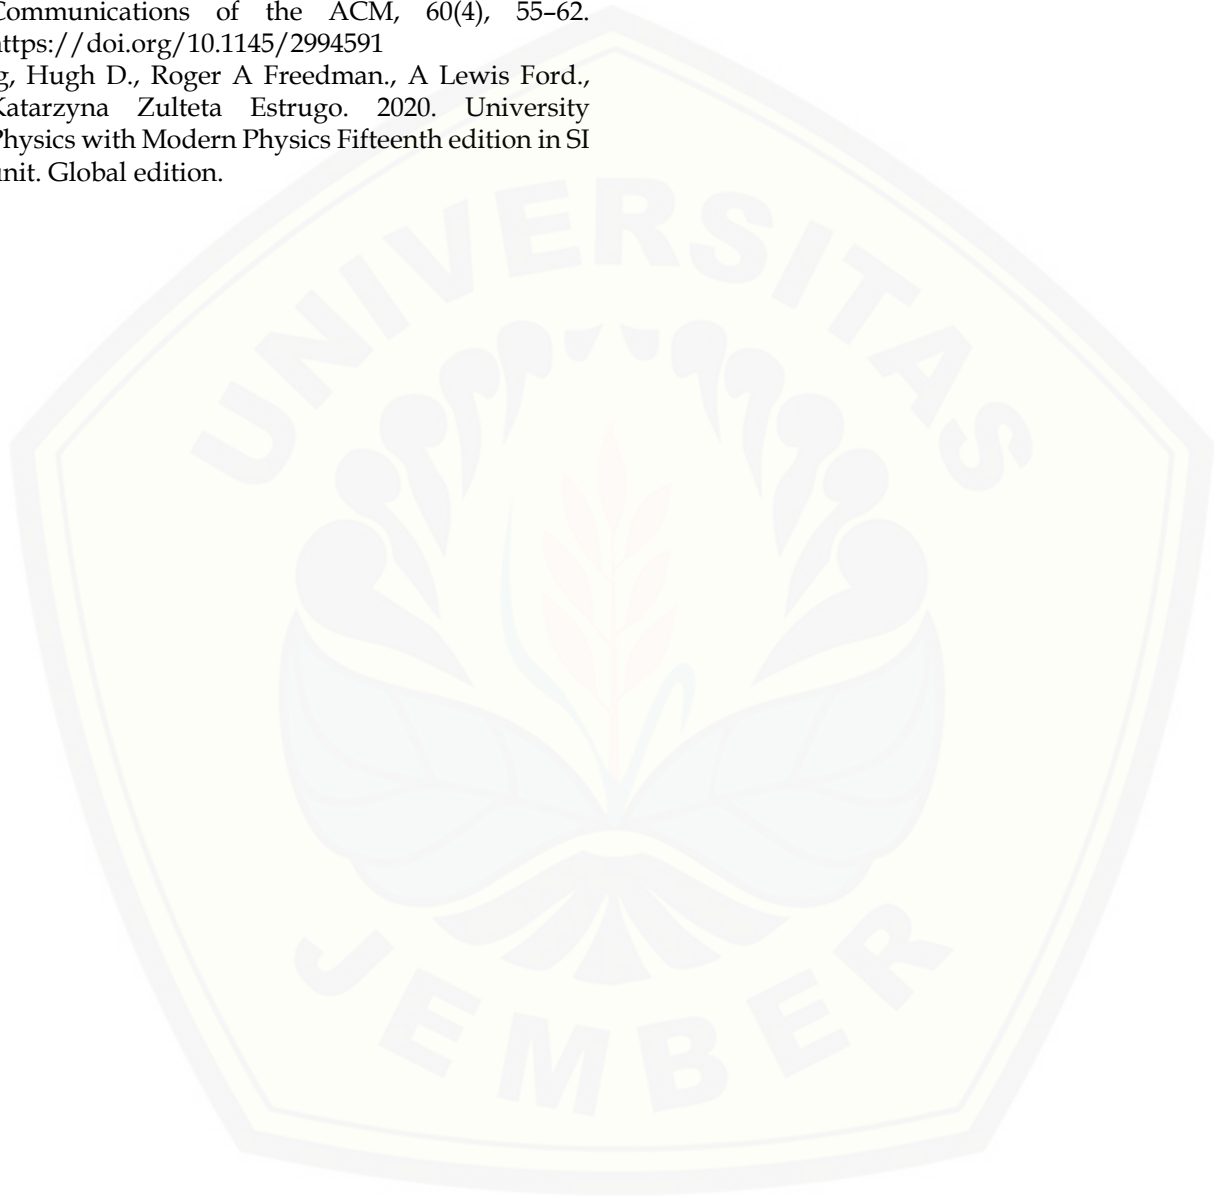 Communications of the ACM, 60(4), 55–62.
ttps://doi.org/10.1145/2994591
g, Hugh D., Roger A Freedman., A Lewis Ford.,
Katarzyna Zulteta Estrugo. 2020. University
Physics with Modern Physics Fifteenth edition in SI
unit. Global edition.
UNIVERSITAS
JEMBER